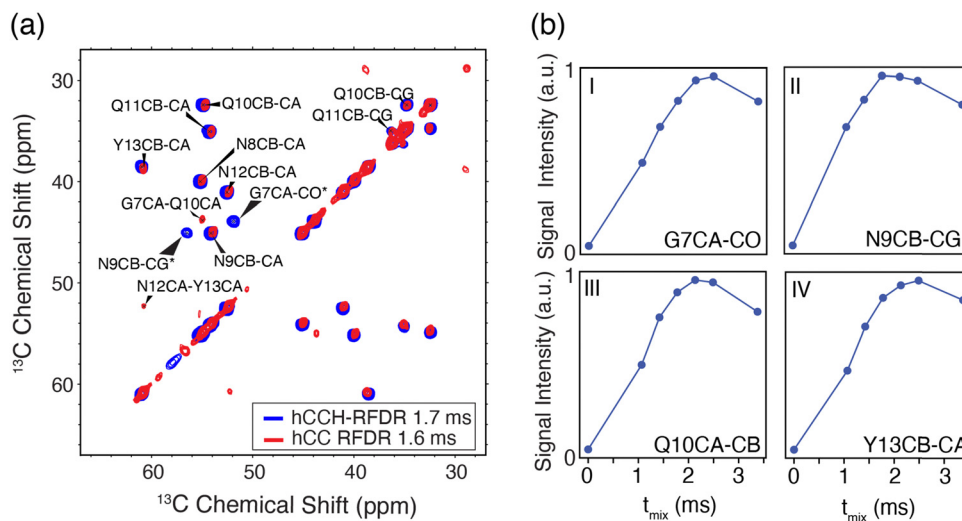 (a)
(b)
30
40
50
60
¹³C Chemical Shift (ppm)
Q11CB-CA
Q10CB-CA
Q10CB-CG
Q11CB-CG
Y13CB-CA
N8CB-CA
N12CB-CA
G7CA-CO*
G7CA-Q10CA
N9CB-CG*
N9CB-CA
N12CA-Y13CA
hCCH-RFDR 1.7 ms
hCC RFDR 1.6 ms
60 50 40 30
¹³C Chemical Shift (ppm)
1
0
Signal Intensity (a.u.)
I
G7CA-CO
II
N9CB-CG
1
0
Signal Intensity (a.u.)
III
Q10CA-CB
IV
Y13CB-CA
0 1 2 3
0 1 2 3
tmix (ms)
tmix (ms)